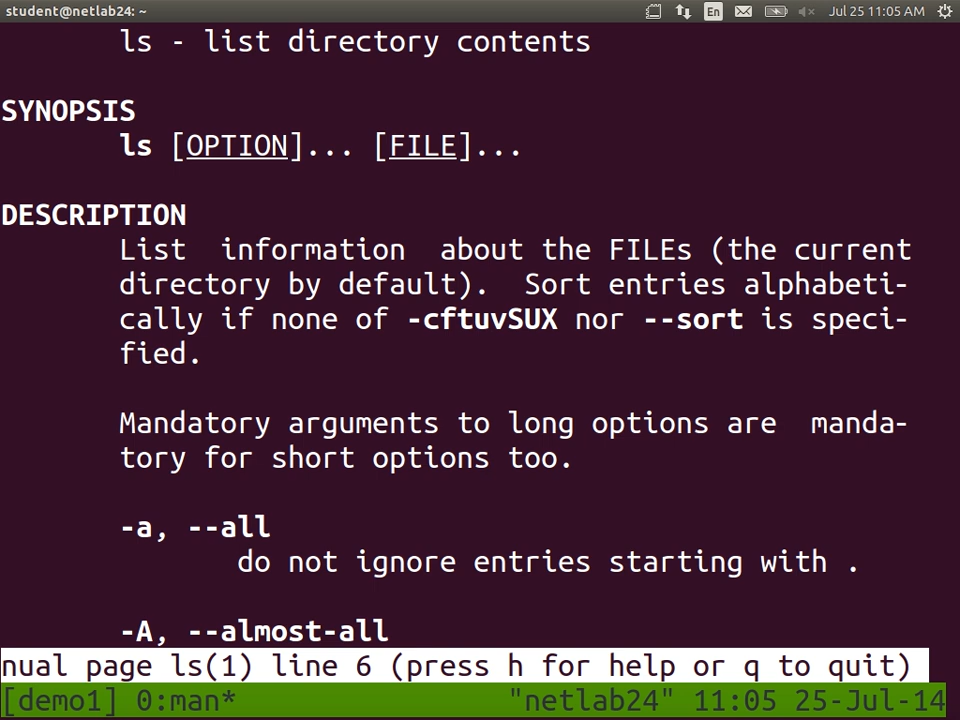 student@netlab24: ~
En
Jul 25 11:05 AM
ls - list directory contents
SYNOPSIS
ls [OPTION]... [FILE]...
DESCRIPTION
List  information  about the FILEs (the current
directory by default).  Sort entries alphabeti-
cally if none of -cftuvSUX nor --sort is speci-
fied.
Mandatory arguments to long options are  manda-
tory for short options too.
-a, --all
do not ignore entries starting with .
-A, --almost-all
nual page ls(1) line 6 (press h for help or q to quit)
[demo1] 0:man*                "netlab24" 11:05 25-Jul-14